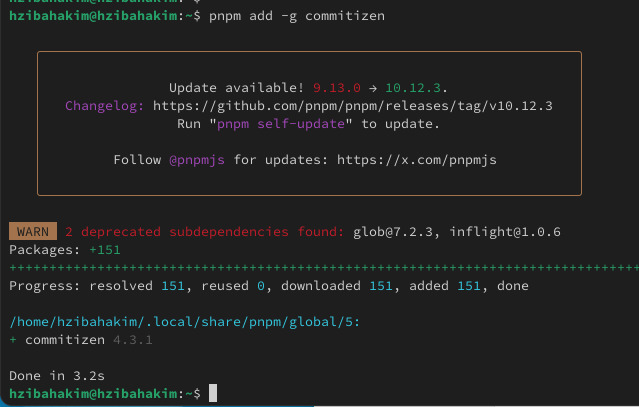 hzibahakim@hzibahakim:~$ pnpm add -g commitizen
Update available! 9.13.0 → 10.12.3.
Changelog: https://github.com/pnpm/pnpm/releases/tag/v10.12.3
Run "pnpm self-update" to update.
Follow @pnpmjs for updates: https://x.com/pnpmjs
WARN 2 deprecated subdependencies found: glob@7.2.3, inflight@1.0.6
Packages: +151
+++++++++++++++++++++++++++++++++++++++++++++++++++++++++++++++++++++++++++++++
Progress: resolved 151, reused 0, downloaded 151, added 151, done
/home/hzibahakim/.local/share/pnpm/global/5:
+ commitizen 4.3.1
Done in 3.2s
hzibahakim@hzibahakim:~$